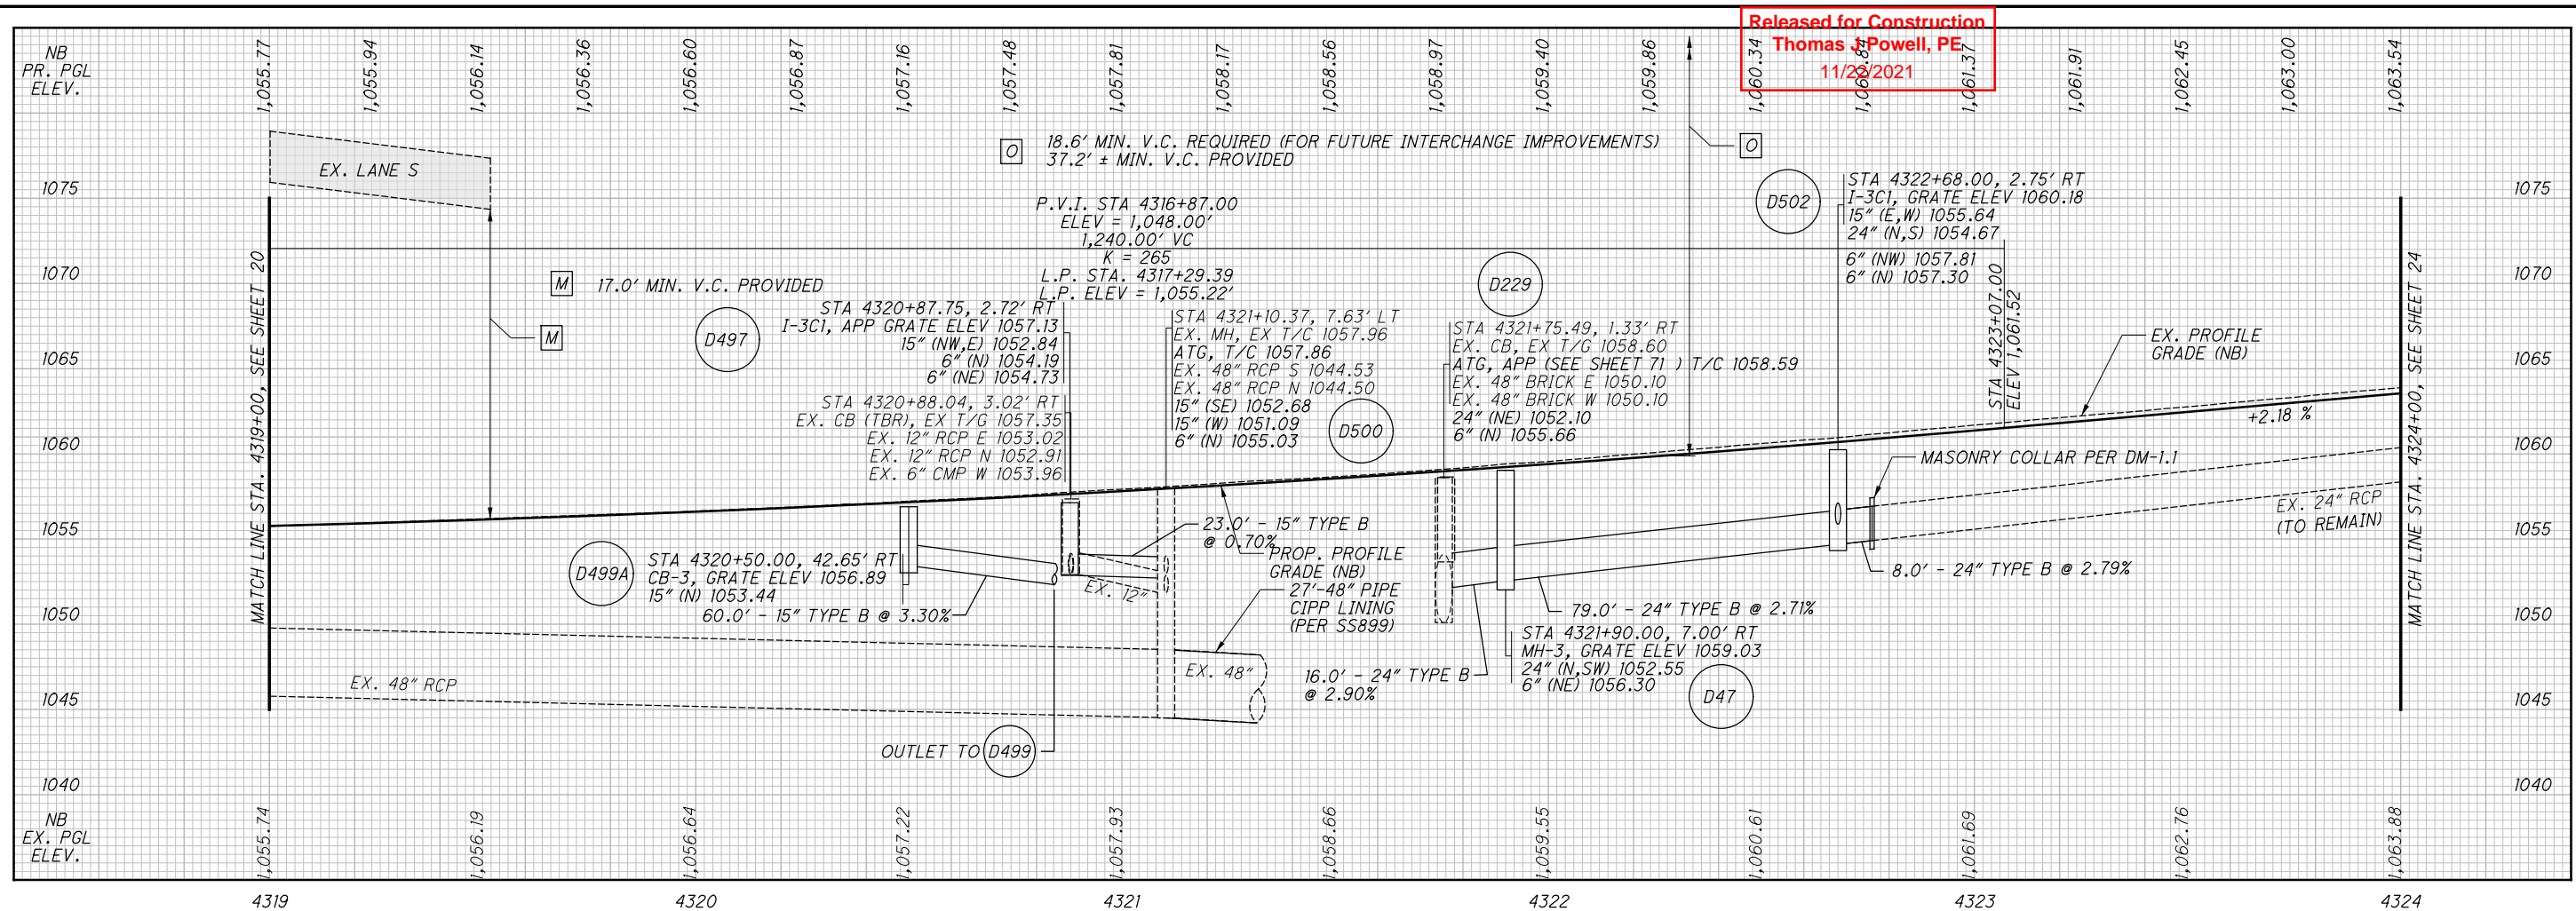 Released for Construction
Thomas J Powell, PE
11/22/2021
NB
PR. PGL
ELEV.
1,055.77
1,055.94
1,056.14
1,056.36
1,056.60
1,056.87
1,057.16
1,057.48
1,057.81
1,058.17
1,058.56
1,058.97
1,059.40
1,059.86
1,060.34
1,060.84
1,061.37
1,061.91
1,062.45
1,063.00
1,063.54
O
18.6' MIN. V.C. REQUIRED (FOR FUTURE INTERCHANGE IMPROVEMENTS)
37.2' ± MIN. V.C. PROVIDED
O
EX. LANE S
1075
1070
1065
1060
1055
1050
1045
1040
1075
1070
1065
1060
1055
1050
1045
1040
MATCH LINE STA. 4319+00, SEE SHEET 20
MATCH LINE STA. 4324+00, SEE SHEET 24
M
17.0' MIN. V.C. PROVIDED
M
P.V.I. STA 4316+87.00
ELEV = 1,048.00'
1,240.00' VC
K = 265
L.P. STA. 4317+29.39
L.P. ELEV = 1,055.22'
D497
STA 4320+87.75, 2.72' RT
I-3C1, APP GRATE ELEV 1057.13
15" (NW,E) 1052.84
6" (N) 1054.19
6" (NE) 1054.73
STA 4320+88.04, 3.02' RT
EX. CB (TBR), EX T/G 1057.35
EX. 12" RCP E 1053.02
EX. 12" RCP N 1052.91
EX. 6" CMP W 1053.96
STA 4321+10.37, 7.63' LT
EX. MH, EX T/C 1057.96
ATG, T/C 1057.86
EX. 48" RCP S 1044.53
EX. 48" RCP N 1044.50
15" (SE) 1052.68
15" (W) 1051.09
6" (N) 1055.03
D500
D229
STA 4321+75.49, 1.33' RT
EX. CB, EX T/G 1058.60
ATG, APP (SEE SHEET 71 ) T/C 1058.59
EX. 48" BRICK E 1050.10
EX. 48" BRICK W 1050.10
24" (NE) 1052.10
6" (N) 1055.66
D502
STA 4322+68.00, 2.75' RT
I-3C1, GRATE ELEV 1060.18
15" (E,W) 1055.64
24" (N,S) 1054.67
6" (NW) 1057.81
6" (N) 1057.30
STA 4323+07.00
ELEV 1,061.52
EX. PROFILE
GRADE (NB)
+2.18 %
MASONRY COLLAR PER DM-1.1
EX. 24" RCP
(TO REMAIN)
8.0' - 24" TYPE B @ 2.79%
79.0' - 24" TYPE B @ 2.71%
STA 4321+90.00, 7.00' RT
MH-3, GRATE ELEV 1059.03
24" (N,SW) 1052.55
6" (NE) 1056.30
D47
16.0' - 24" TYPE B
@ 2.90%
23.0' - 15" TYPE B
@ 0.70%
PROP. PROFILE
GRADE (NB)
27'-48" PIPE
CIPP LINING
(PER SS899)
EX. 12"
EX. 48"
D499A
STA 4320+50.00, 42.65' RT
CB-3, GRATE ELEV 1056.89
15" (N) 1053.44
60.0' - 15" TYPE B @ 3.30%
EX. 48" RCP
OUTLET TO D499
NB
EX. PGL
ELEV.
1,055.74
1,056.19
1,056.64
1,057.22
1,057.93
1,058.66
1,059.55
1,060.61
1,061.69
1,062.76
1,063.88
4319
4320
4321
4322
4323
4324